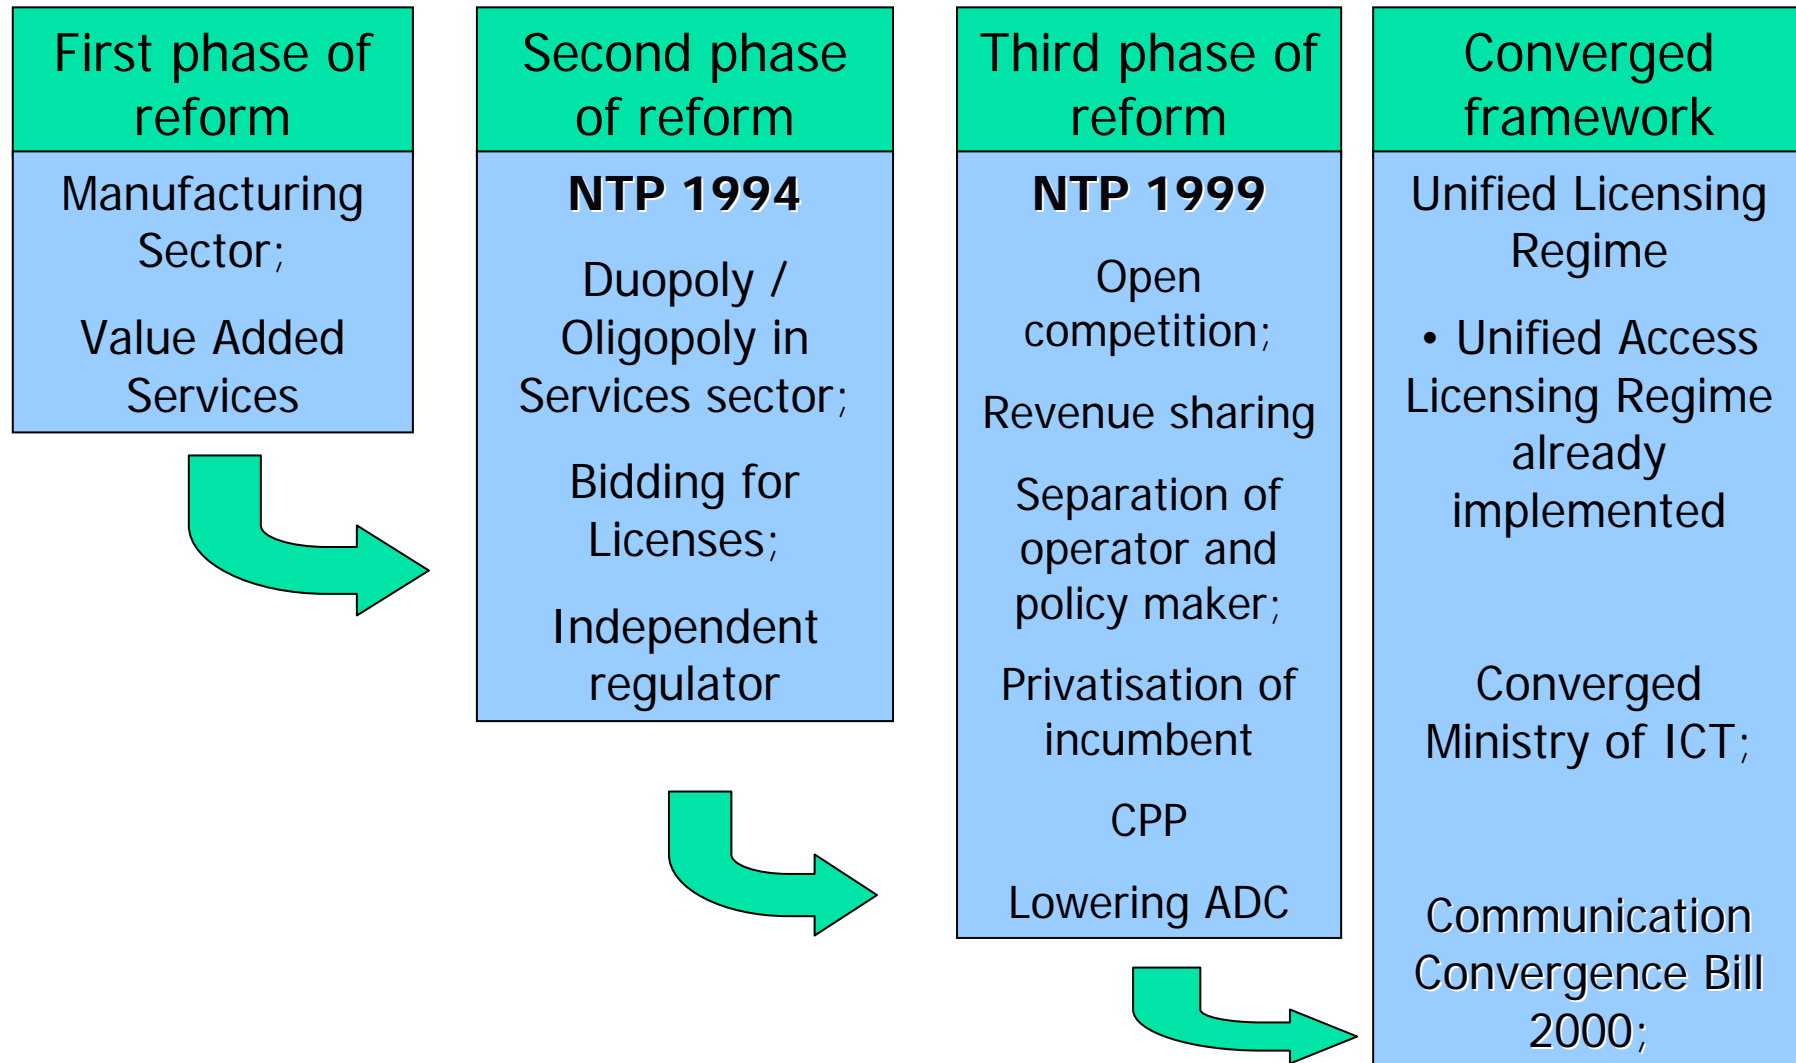 First phase of
reform
Manufacturing
Sector;
Value Added
Services
Second phase
of reform
NTP 1994
Duopoly /
Oligopoly in
Services sector;
Bidding for
Licenses;
Independent
regulator
Third phase of
reform
NTP 1999
Open
competition;
Revenue sharing
Separation of
operator and
policy maker;
Privatisation of
incumbent
CPP
Lowering ADC
Converged
framework
Unified Licensing
Regime
• Unified Access
Licensing Regime
already
implemented
Converged
Ministry of ICT;
Communication
Convergence Bill
2000;